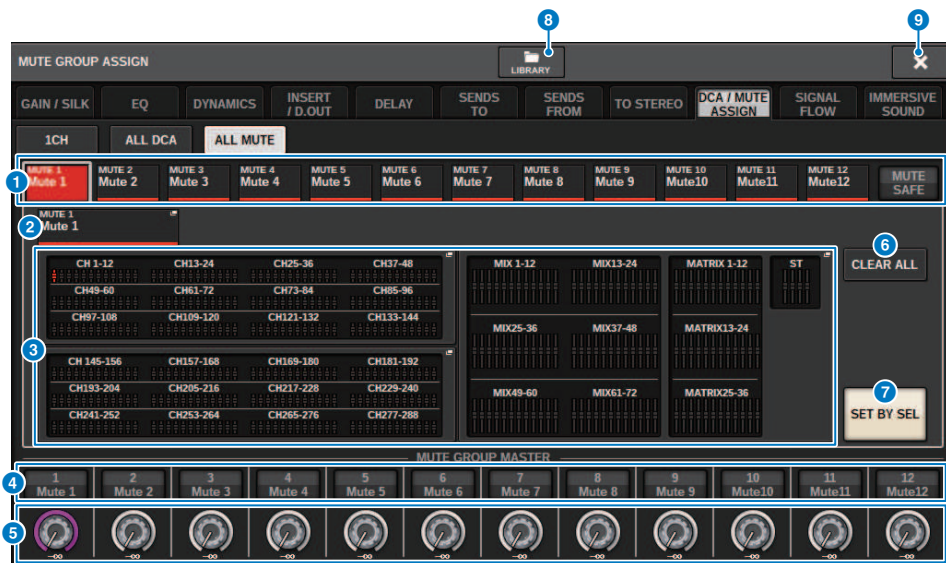 8 9
MUTE GROUP ASSIGN LIBRARY
GAIN / SILK EQ DYNAMICS INSERT / D.OUT DELAY SENDS TO SENDS FROM TO STEREO DCA / MUTE ASSIGN SIGNAL FLOW IMMERSIVE SOUND
1CH ALL DCA ALL MUTE
1
MUTE 1 MUTE 2 MUTE 3 MUTE 4 MUTE 5 MUTE 6 MUTE 7 MUTE 8 MUTE 9 MUTE 10 MUTE 11 MUTE 12
Mute 1 Mute 2 Mute 3 Mute 4 Mute 5 Mute 6 Mute 7 Mute 8 Mute 9 Mute10 Mute11 Mute12 MUTE SAFE
2
MUTE 1
Mute 1
6
CH 1-12 CH13-24 CH25-36 CH37-48 MIX 1-12 MIX13-24 MATRIX 1-12 ST CLEAR ALL
CH49-60 CH61-72 CH73-84 CH85-96
CH97-108 CH109-120 CH121-132 CH133-144
MIX25-36 MIX37-48 MATRIX13-24
3
CH 145-156 CH157-168 CH169-180 CH181-192
CH193-204 CH205-216 CH217-228 CH229-240
MIX49-60 MIX61-72 MATRIX25-36
7
CH241-252 CH253-264 CH265-276 CH277-288
SET BY SEL
MUTE GROUP MASTER
4
1 2 3 4 5 6 7 8 9 10 11 12
Mute 1 Mute 2 Mute 3 Mute 4 Mute 5 Mute 6 Mute 7 Mute 8 Mute 9 Mute10 Mute11 Mute12
5
-∞ -∞ -∞ -∞ -∞ -∞ -∞ -∞ -∞ -∞ -∞ -∞